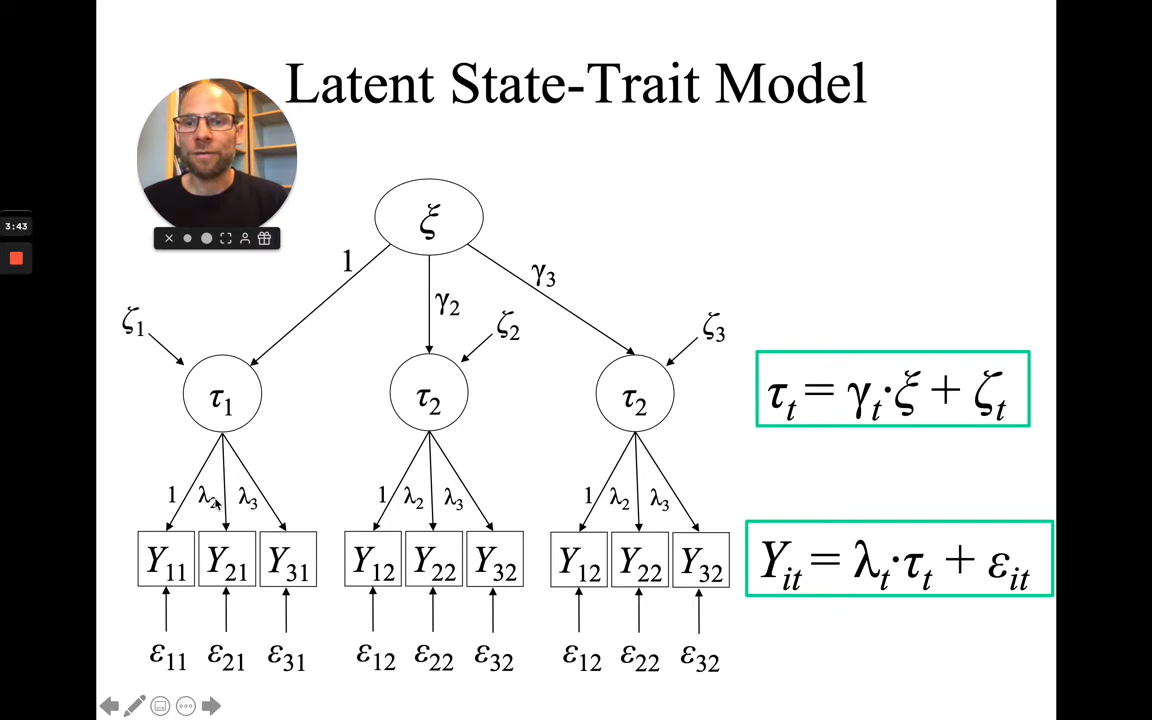 Latent State-Trait Model
3:43
ξ
1 γ₂ γ₃
ζ₁ ζ₂ ζ₃
τ₁ τ₂ τ₂
τₜ = γₜ·ξ + ζₜ
1 λ₂ λ₃ 1 λ₂ λ₃ 1 λ₂ λ₃
Y₁₁ Y₂₁ Y₃₁ Y₁₂ Y₂₂ Y₃₂ Y₁₂ Y₂₂ Y₃₂
Yᵢₜ = λₜ·τₜ + εᵢₜ
ε₁₁ ε₂₁ ε₃₁ ε₁₂ ε₂₂ ε₃₂ ε₁₂ ε₂₂ ε₃₂